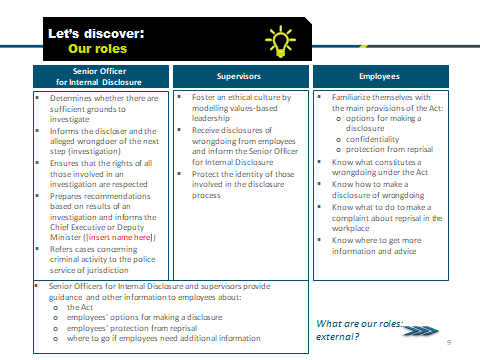 Let's discover:
Our roles
Senior Officer
for Internal Disclosure
▪ Determines whether there are
sufficient grounds to
investigate
▪ Informs the discloser and the
alleged wrongdoer of the next
step (investigation)
▪ Ensures that the rights of all
those involved in an
investigation are respected
▪ Prepares recommendations
based on results of an
investigation and informs the
Chief Executive or Deputy
Minister ([insert name here])
▪ Refers cases concerning
criminal activity to the police
service of jurisdiction
Supervisors
▪ Foster an ethical culture by
modelling values-based
leadership
▪ Receive disclosures of
wrongdoing from employees
and inform the Senior Officer
for Internal Disclosure
▪ Protect the identity of those
involved in the disclosure
process
Employees
▪ Familiarize themselves with
the main provisions of the Act:
o options for making a
disclosure
o confidentiality
o protection from reprisal
▪ Know what constitutes a
wrongdoing under the Act
▪ Know how to make a
disclosure of wrongdoing
▪ Know what to do to make a
complaint about reprisal in the
workplace
▪ Know where to get more
information and advice
▪ Senior Officers for Internal Disclosure and supervisors provide
guidance and other information to employees about:
o the Act
o employees' options for making a disclosure
o employees' protection from reprisal
o where to go if employees need additional information
What are our roles:
external?
9